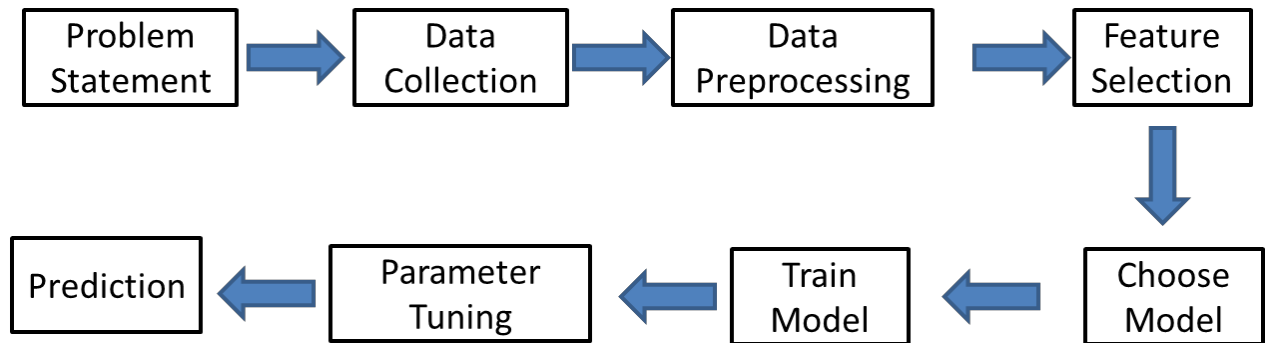 Problem
Statement
Data
Collection
Data
Preprocessing
Feature
Selection
Choose
Model
Train
Model
Parameter
Tuning
Prediction